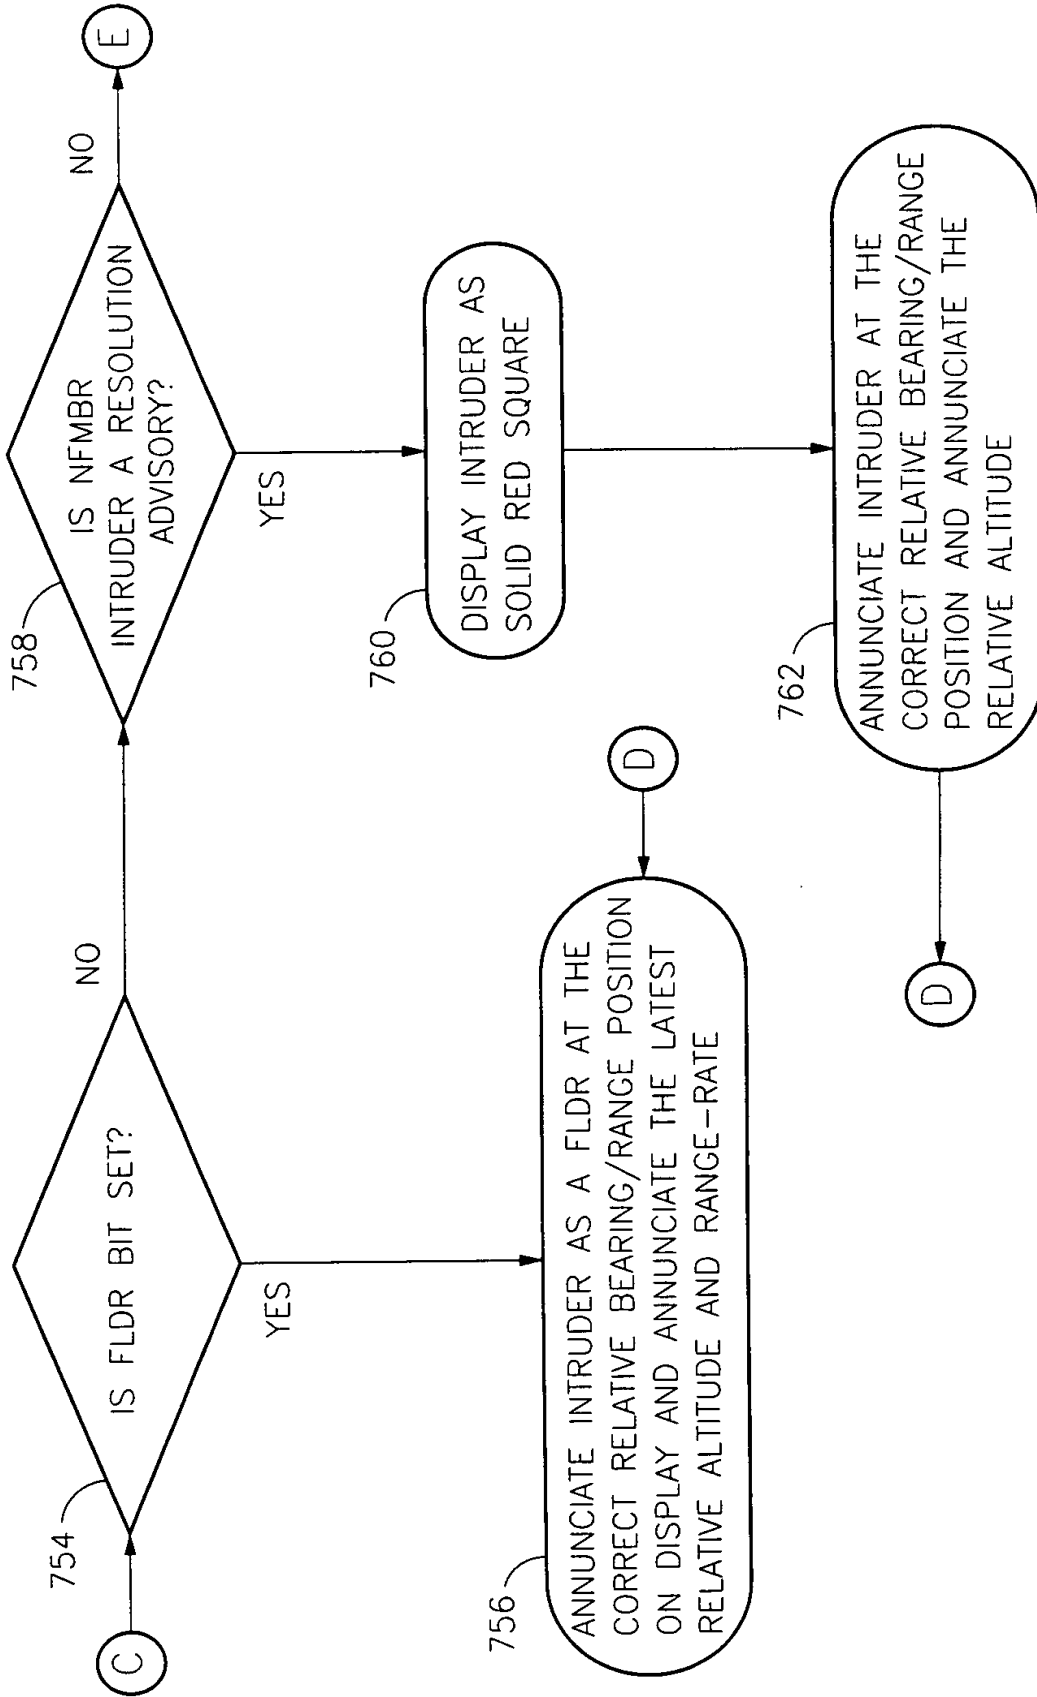 C
754
IS FLDR BIT SET?
NO
YES
756
ANNUNCIATE INTRUDER AS A FLDR AT THE
CORRECT RELATIVE BEARING/RANGE POSITION
ON DISPLAY AND ANNUNCIATE THE LATEST
RELATIVE ALTITUDE AND RANGE-RATE
D
758
IS NFMBR
INTRUDER A RESOLUTION
ADVISORY?
NO
E
YES
760
DISPLAY INTRUDER AS
SOLID RED SQUARE
762
ANNUNCIATE INTRUDER AT THE
CORRECT RELATIVE BEARING/RANGE
POSITION AND ANNUNCIATE THE
RELATIVE ALTITUDE
D